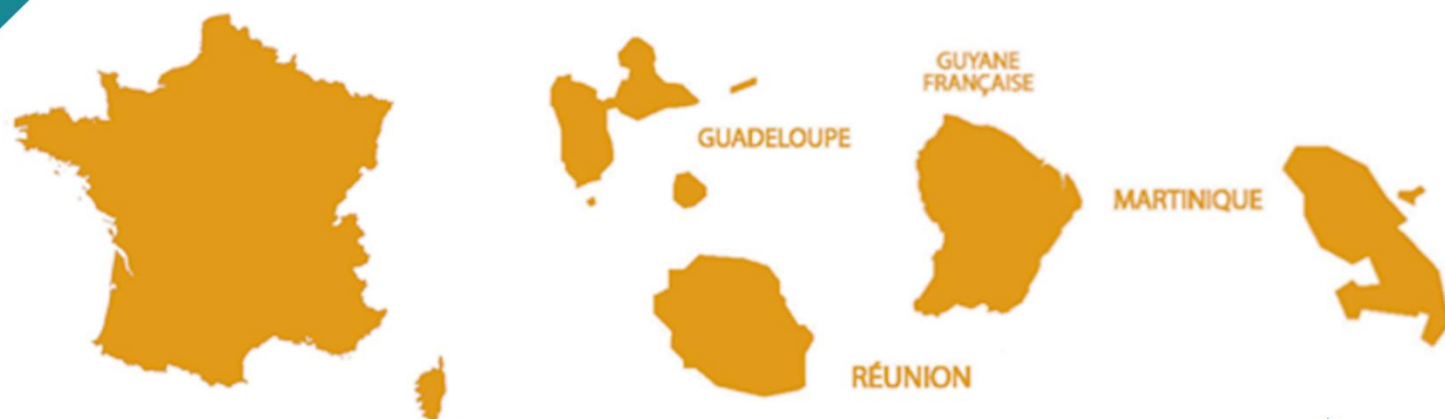 GUYANE
FRANÇAISE
GUADELOUPE
MARTINIQUE
RÉUNION